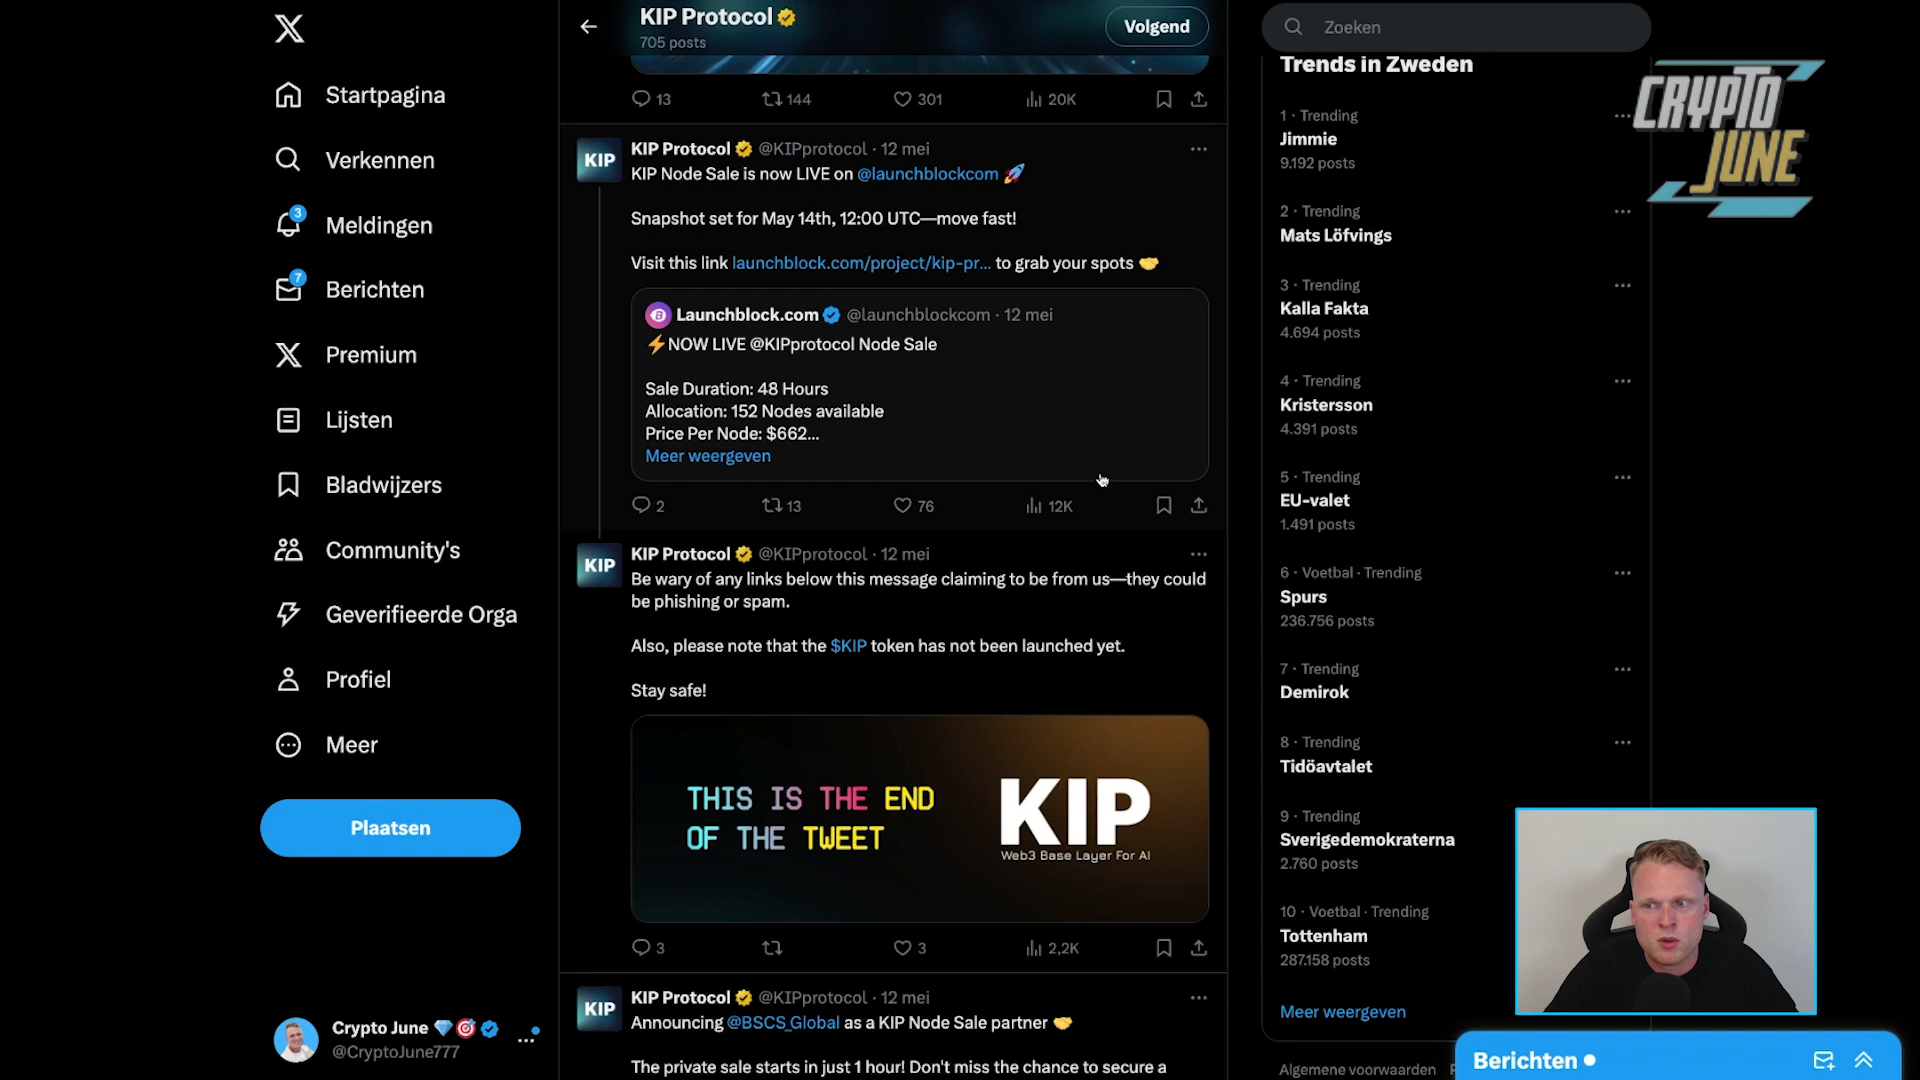 Startpagina
Verkennen
3
Meldingen
7
Berichten
Premium
Lijsten
Bladwijzers
Community's
Geverifieerde Orga
Profiel
Meer
Plaatsen
Crypto June
@CryptoJune777
KIP Protocol
705 posts
Volgend
13 144 301 20K
KIP
KIP Protocol @KIPprotocol · 12 mei
KIP Node Sale is now LIVE on @launchblockcom
Snapshot set for May 14th, 12:00 UTC—move fast!
Visit this link launchblock.com/project/kip-pr... to grab your spots
Launchblock.com @launchblockcom · 12 mei
NOW LIVE @KIPprotocol Node Sale
Sale Duration: 48 Hours
Allocation: 152 Nodes available
Price Per Node: $662...
Meer weergeven
2 13 76 12K
KIP
KIP Protocol @KIPprotocol · 12 mei
Be wary of any links below this message claiming to be from us—they could
be phishing or spam.
Also, please note that the $KIP token has not been launched yet.
Stay safe!
THIS IS THE END
OF THE TWEET
KIP
Web3 Base Layer For AI
3 3 2,2K
KIP
KIP Protocol @KIPprotocol · 12 mei
Announcing @BSCS_Global as a KIP Node Sale partner
The private sale starts in just 1 hour! Don't miss the chance to secure a
Zoeken
Trends in Zweden
1 · Trending
Jimmie
9.192 posts
2 · Trending
Mats Löfvings
3 · Trending
Kalla Fakta
4.694 posts
4 · Trending
Kristersson
4.391 posts
5 · Trending
EU-valet
1.491 posts
6 · Voetbal · Trending
Spurs
236.756 posts
7 · Trending
Demirok
8 · Trending
Tidöavtalet
9 · Trending
Sverigedemokraterna
2.760 posts
10 · Voetbal · Trending
Tottenham
287.158 posts
Meer weergeven
Algemene voorwaarden
Berichten
CRYPTO
JUNE